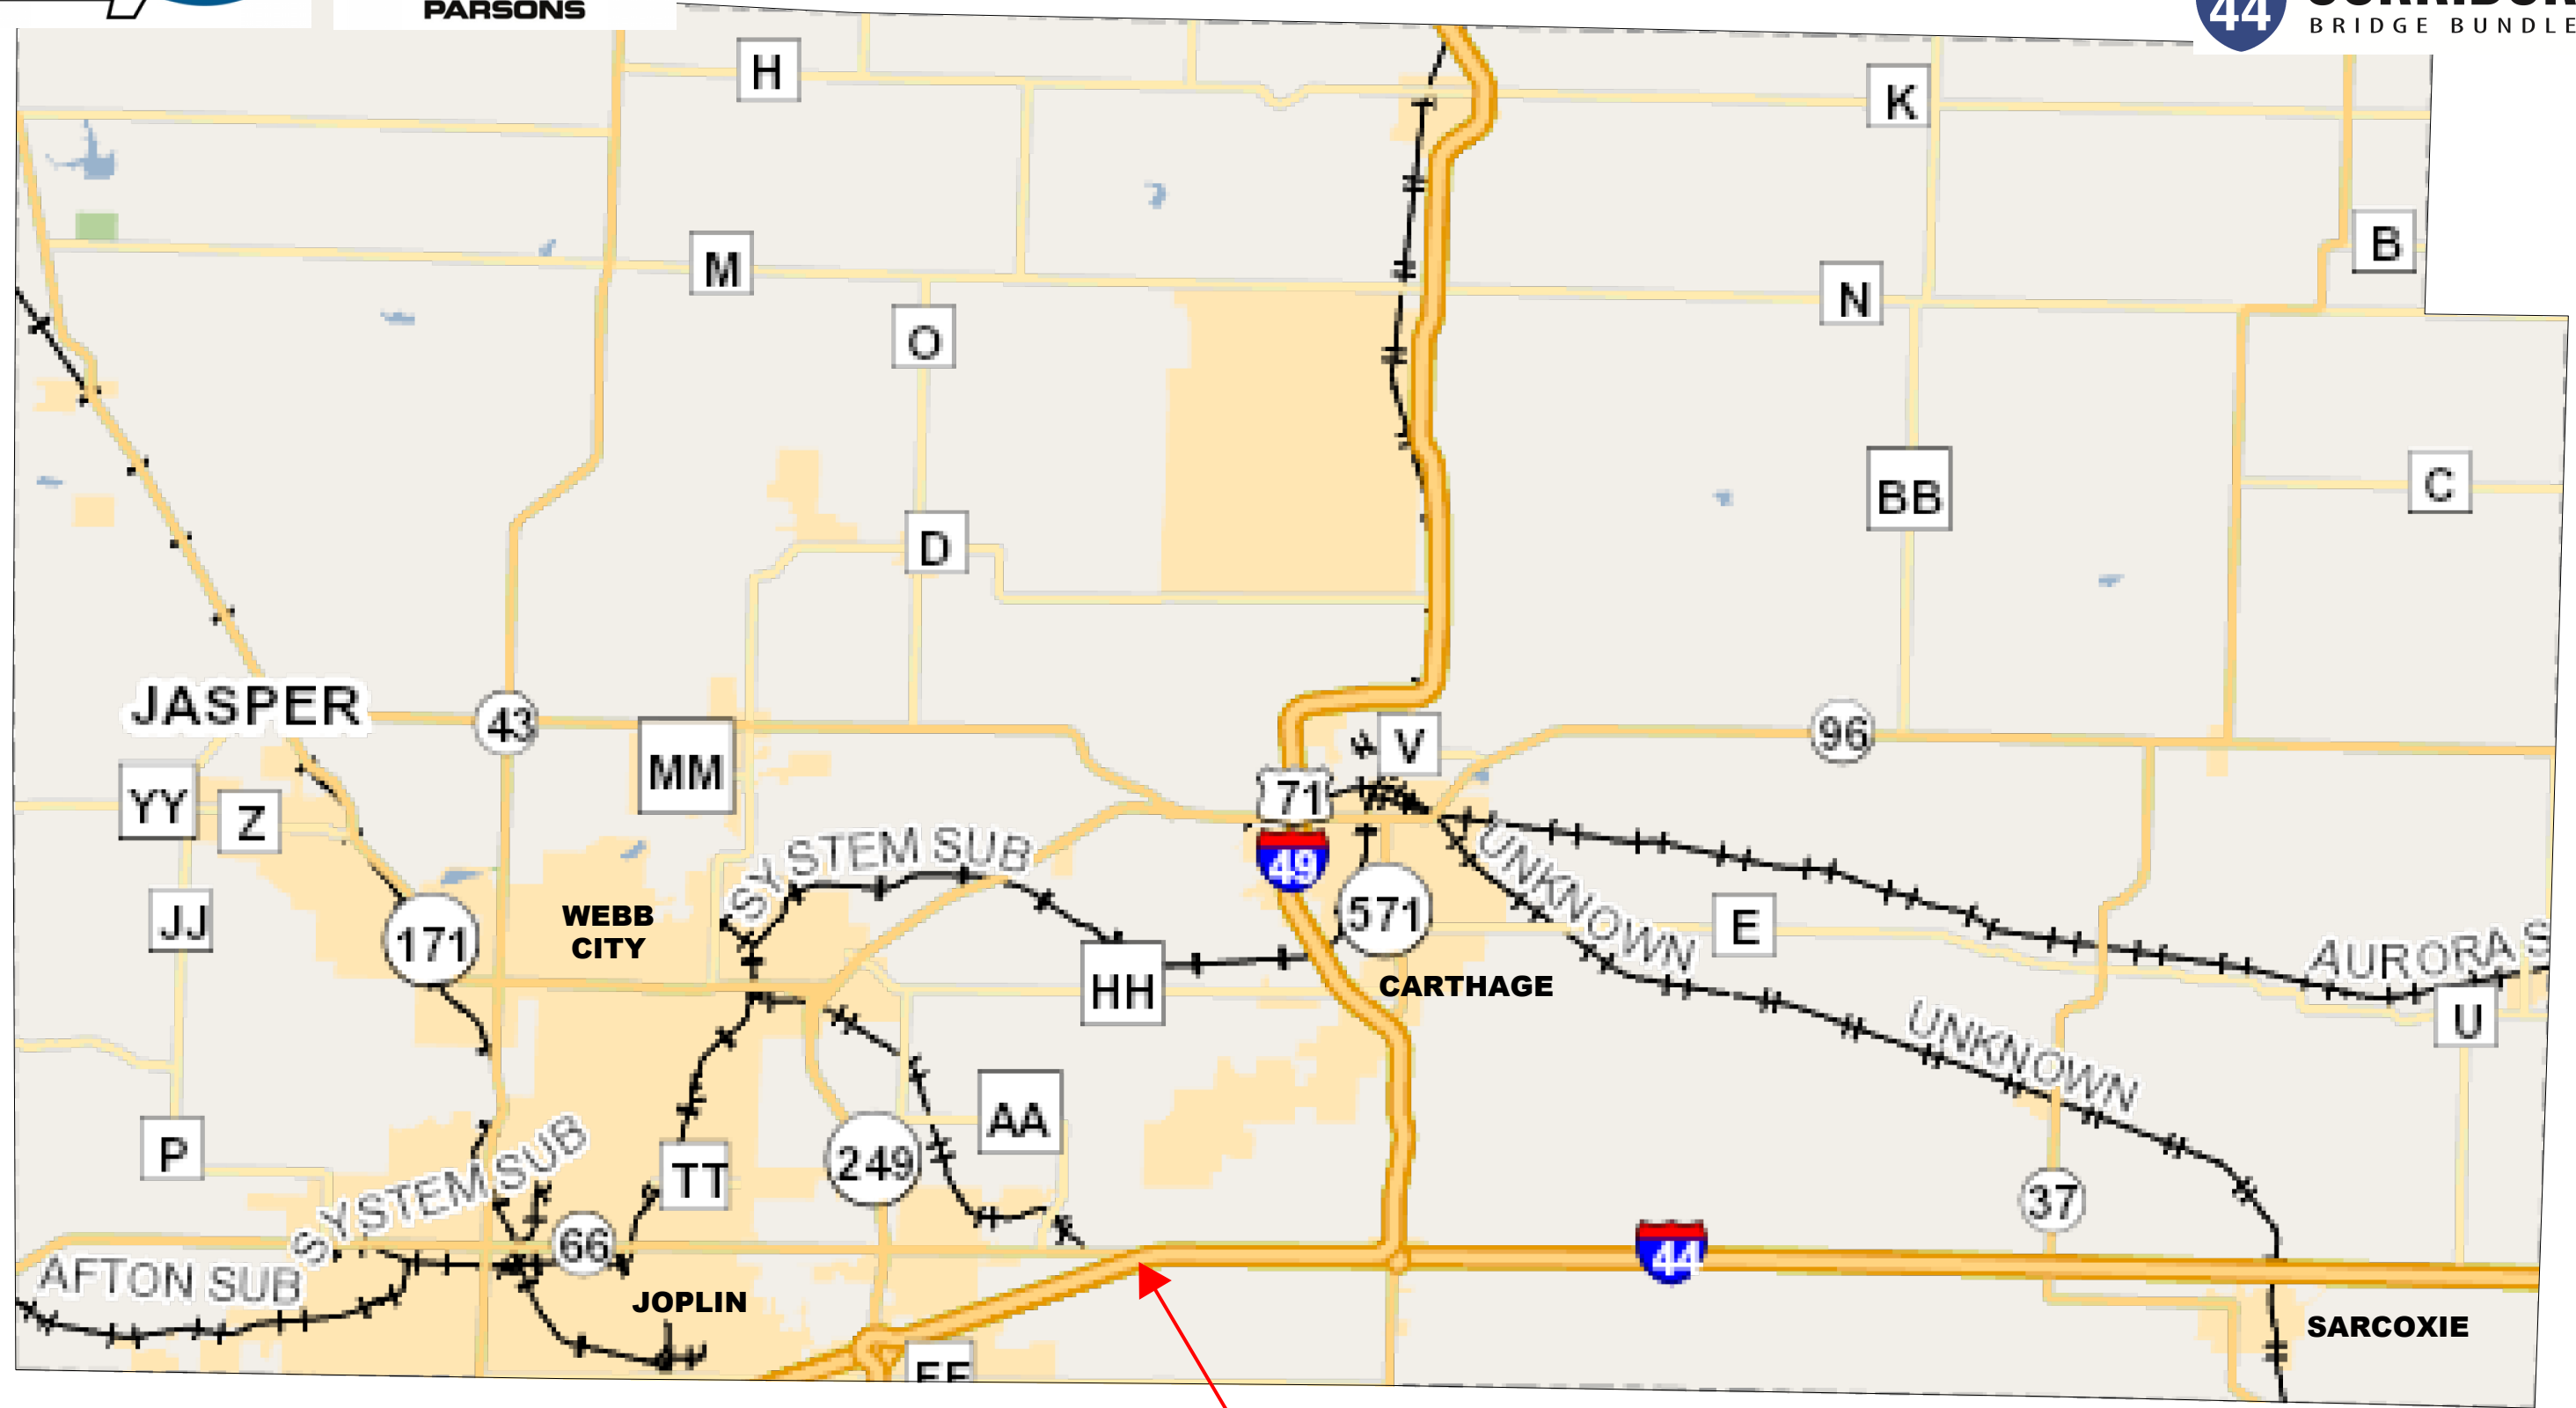 PARSONS
44
BRIDGE BUNDLE
H
K
B
M
N
O
BB
C
D
JASPER
43
MM
V
96
YY
Z
71
SYSTEM SUB
49
UNKNOWN
JJ
WEBB
CITY
171
571
E
AURORA S
HH
CARTHAGE
UNKNOWN
U
AA
P
SYSTEM SUB
TT
249
37
66
44
AFTON SUB
JOPLIN
SARCOXIE